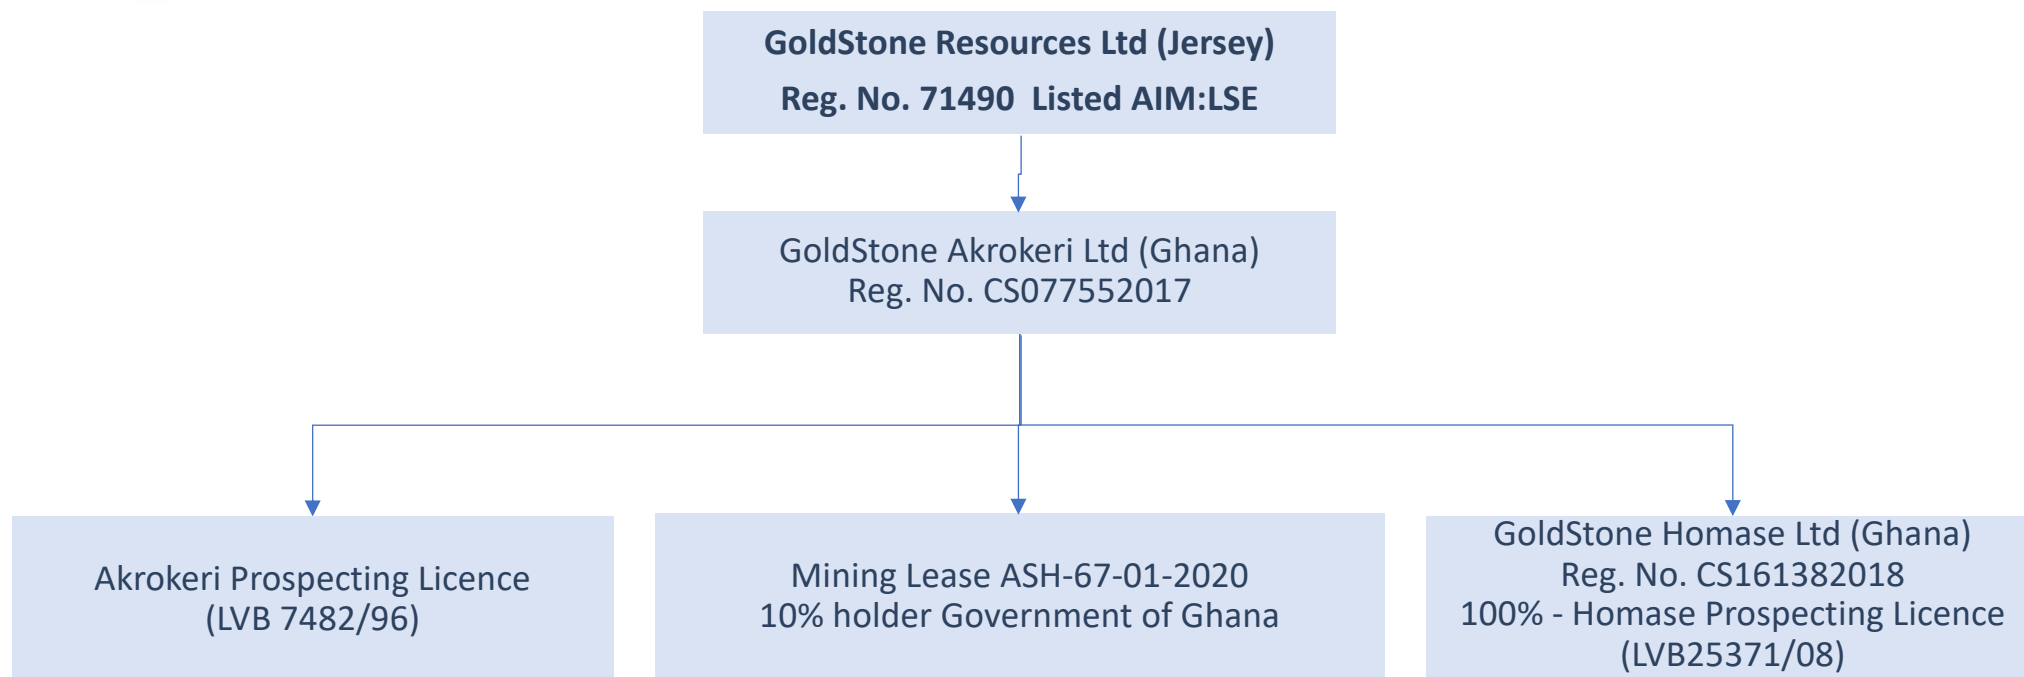 GoldStone Resources Ltd (Jersey)
Reg. No. 71490  Listed AIM:LSE
GoldStone Akrokeri Ltd (Ghana)
Reg. No. CS077552017
Akrokeri Prospecting Licence
(LVB 7482/96)
Mining Lease ASH-67-01-2020
10% holder Government of Ghana
GoldStone Homase Ltd (Ghana)
Reg. No. CS161382018
100% - Homase Prospecting Licence
(LVB25371/08)